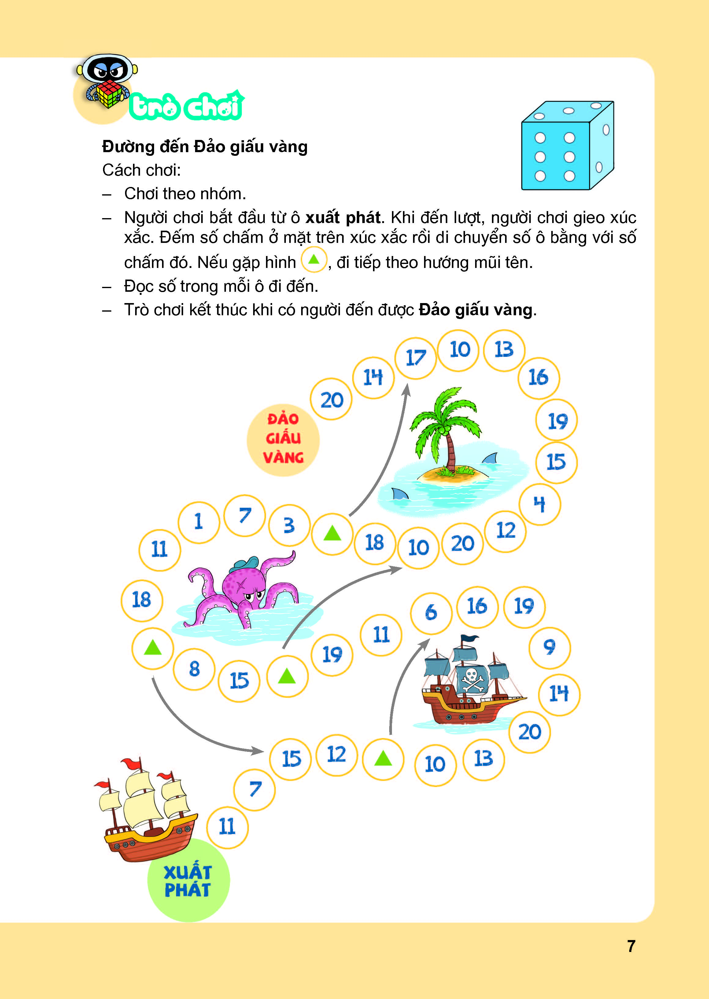 trò chơi
Đường đến Đảo giấu vàng
Cách chơi:
– Chơi theo nhóm.
– Người chơi bắt đầu từ ô xuất phát. Khi đến lượt, người chơi gieo xúc
xắc. Đếm số chấm ở mặt trên xúc xắc rồi di chuyển số ô bằng với số
chấm đó. Nếu gặp hình , đi tiếp theo hướng mũi tên.
– Đọc số trong mỗi ô đi đến.
– Trò chơi kết thúc khi có người đến được Đảo giấu vàng.
17 10 13
14 16
20 19
ĐẢO
GIẤU
VÀNG
15
4
1 7 3
11 18 10 20 12
18
6 16 19
11 9
19
8 15
14
20
15 12 10 13
7
11
XUẤT
PHÁT
7